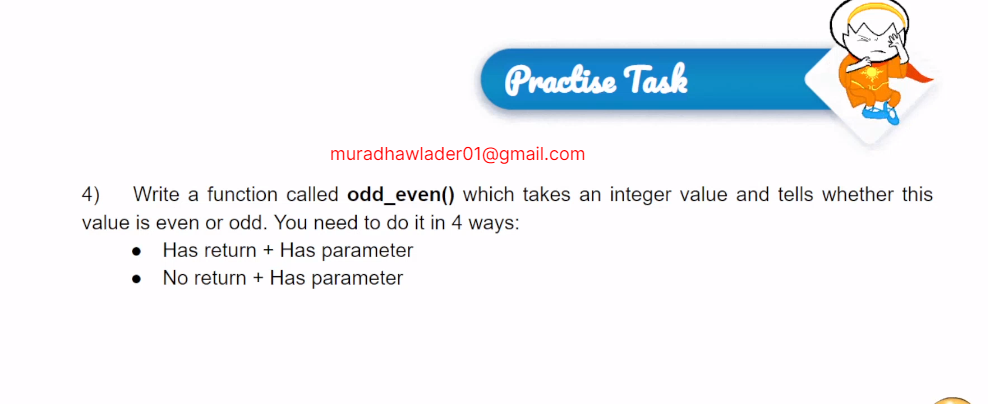 Practise Task
muradhawlader01@gmail.com
4) Write a function called odd_even() which takes an integer value and tells whether this
value is even or odd. You need to do it in 4 ways:
● Has return + Has parameter
● No return + Has parameter